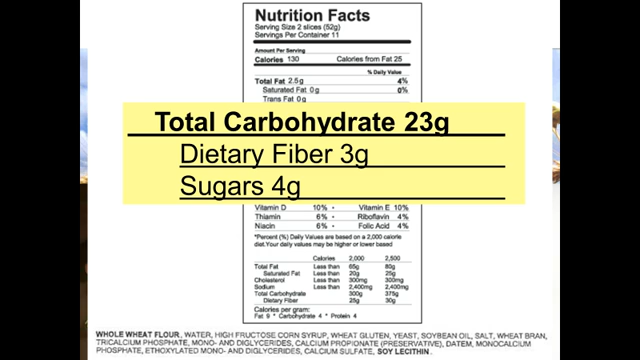 Nutrition Facts
Serving Size 2 slices (52g)
Servings Per Container 11
Amount Per Serving
Calories 130 Calories from Fat 25
% Daily Value
Total Fat 2.5g 4%
Saturated Fat 0g 0%
Trans Fat 0g
Total Carbohydrate 23g
Dietary Fiber 3g
Sugars 4g
Vitamin D 10% • Vitamin E 10%
Thiamin 6% • Riboflavin 4%
Niacin 6% • Folic Acid 4%
*Percent (%) Daily Values are based on a 2,000 calorie
diet.Your daily values may be higher or lower based
Calories 2,000 2,500
Total Fat Less than 65g 80g
Saturated Fat Less than 20g 25g
Cholesterol Less than 300mg 300mg
Sodium Less than 2,400mg 2,400mg
Total Carbohydrate 300g 375g
Dietary Fiber 25g 30g
Calories per gram:
Fat 9 * Carbohydrate 4 * Protein 4
WHOLE WHEAT FLOUR, WATER, HIGH FRUCTOSE CORN SYRUP, WHEAT GLUTEN, YEAST, SOYBEAN OIL, SALT, WHEAT BRAN,
TRICALCIUM PHOSPHATE, MONO- AND DIGLYCERIDES, CALCIUM PROPIONATE (PRESERVATIVE), DATEM, MONOCALCIUM
PHOSPHATE, ETHOXYLATED MONO- AND DIGLYCERIDES, CALCIUM SULFATE, SOY LECITHIN.